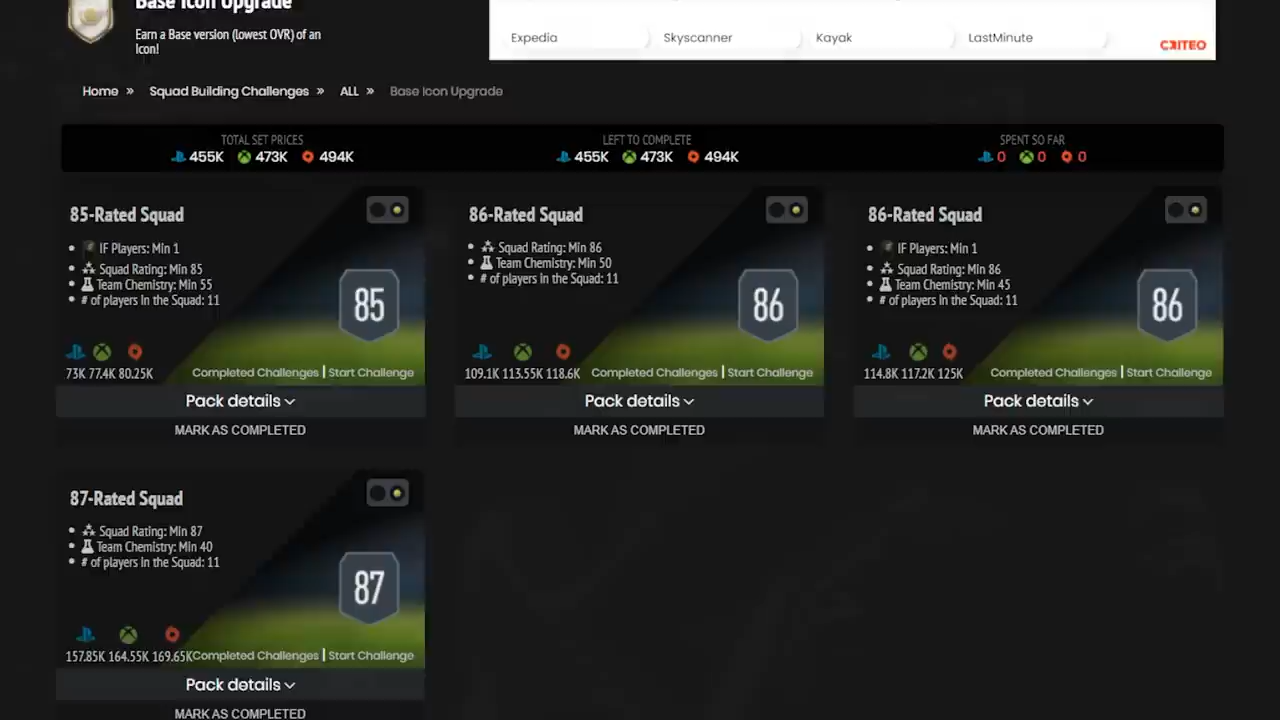 Base Icon Upgrade
Earn a Base version (lowest OVR) of an
Icon!
Expedia
Skyscanner
Kayak
LastMinute
CRITEO
Home » Squad Building Challenges » ALL » Base Icon Upgrade
TOTAL SET PRICES
455K 473K 494K
LEFT TO COMPLETE
455K 473K 494K
SPENT SO FAR
0 0 0
85-Rated Squad
IF Players: Min 1
Squad Rating: Min 85
Team Chemistry: Min 55
# of players in the Squad: 11
85
73K 77.4K 80.25K
Completed Challenges | Start Challenge
Pack details
MARK AS COMPLETED
86-Rated Squad
Squad Rating: Min 86
Team Chemistry: Min 50
# of players in the Squad: 11
86
109.1K 113.55K 118.6K
Completed Challenges | Start Challenge
Pack details
MARK AS COMPLETED
86-Rated Squad
IF Players: Min 1
Squad Rating: Min 86
Team Chemistry: Min 45
# of players in the Squad: 11
86
114.8K 117.2K 125K
Completed Challenges | Start Challenge
Pack details
MARK AS COMPLETED
87-Rated Squad
Squad Rating: Min 87
Team Chemistry: Min 40
# of players in the Squad: 11
87
157.85K 164.55K 169.65K
Completed Challenges | Start Challenge
Pack details
MARK AS COMPLETED